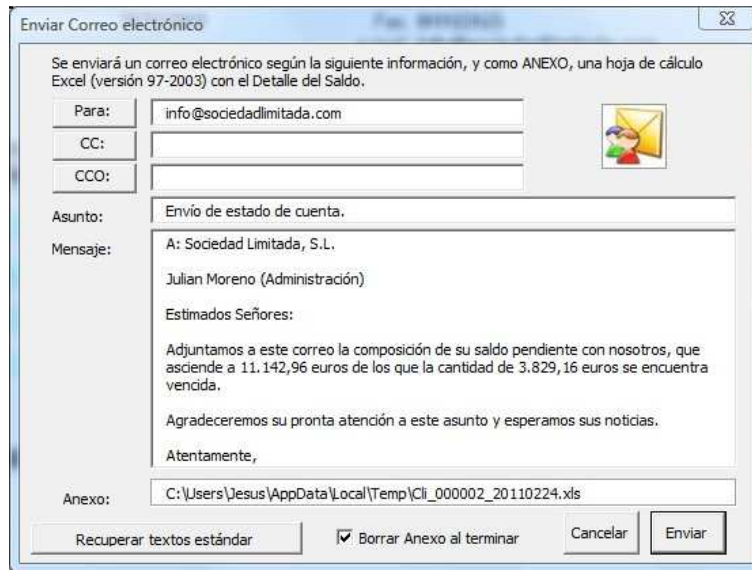 Enviar Correo electrónico
Se enviará un correo electrónico según la siguiente información, y como ANEXO, una hoja de cálculo
Excel (versión 97-2003) con el Detalle del Saldo.
Para: info@sociedadlimitada.com
CC:
CCO:
Asunto: Envío de estado de cuenta.
Mensaje: A: Sociedad Limitada, S.L.
Julian Moreno (Administración)
Estimados Señores:
Adjuntamos a este correo la composición de su saldo pendiente con nosotros, que
asciende a 11.142,96 euros de los que la cantidad de 3.829,16 euros se encuentra
vencida.
Agradeceremos su pronta atención a este asunto y esperamos sus noticias.
Atentamente,
Anexo: C:\Users\Jesus\AppData\Local\Temp\Cli_000002_20110224.xls
Recuperar textos estándar Borrar Anexo al terminar Cancelar Enviar